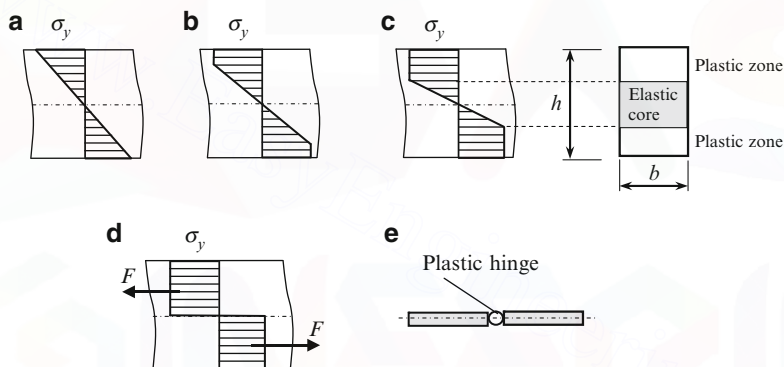 a
σy
b
σy
c
σy
h
Plastic zone
Elastic
core
Plastic zone
b
d
σy
F
F
e
Plastic hinge